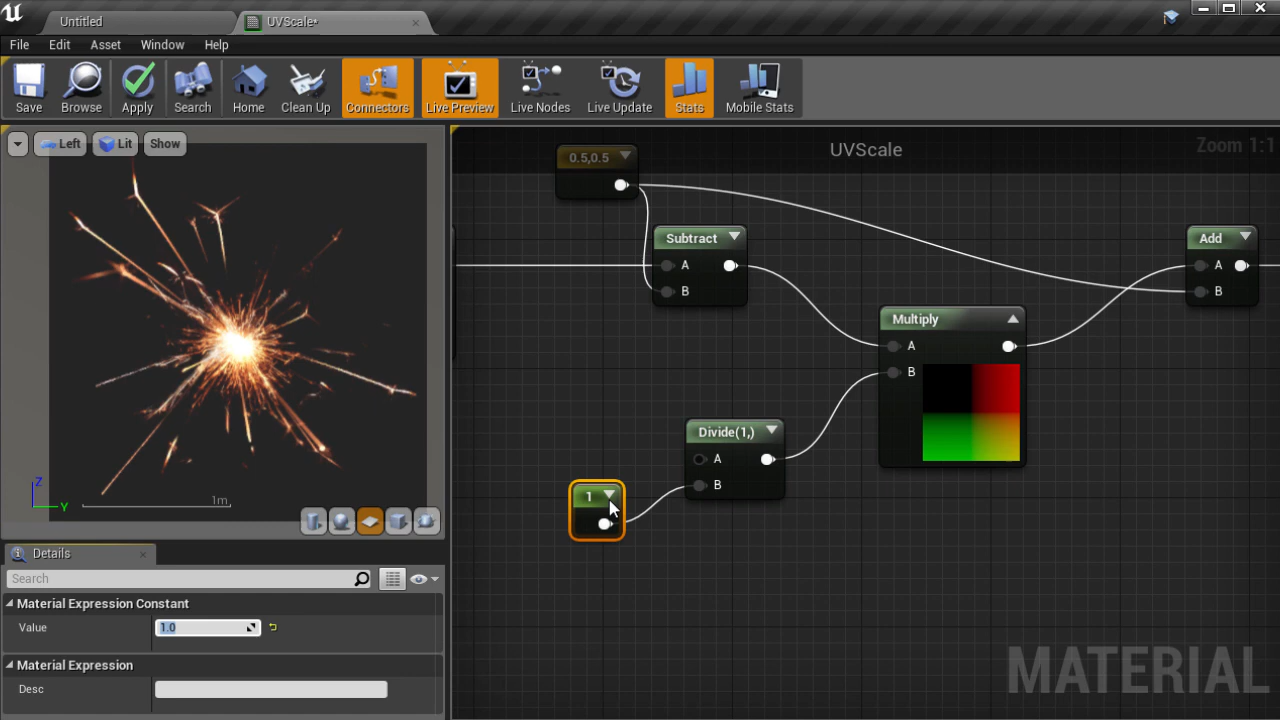 Untitled
UVScale*
File Edit Asset Window Help
Save Browse Apply Search Home Clean Up Connectors Live Preview Live Nodes Live Update Stats Mobile Stats
Left Lit Show
UVScale
Zoom 1:1
0.5,0.5
Subtract
A
B
Add
A
B
Multiply
A
B
Divide(1,)
A
B
1
Z
Y
1m
Details
Search
Material Expression Constant
Value 1.0
Material Expression
Desc
MATERIAL